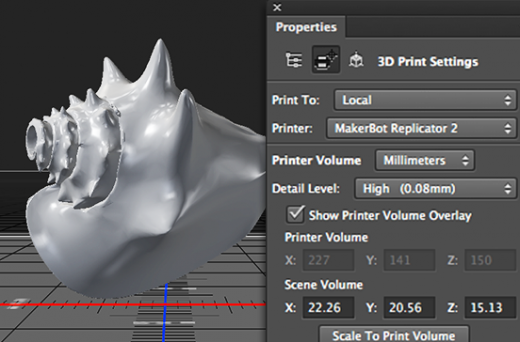 Properties
3D Print Settings
Print To: Local
Printer: MakerBot Replicator 2
Printer Volume Millimeters
Detail Level: High (0.08mm)
Show Printer Volume Overlay
Printer Volume
X: 227 Y: 141 Z: 150
Scene Volume
X: 22.26 Y: 20.56 Z: 15.13
Scale To Print Volume